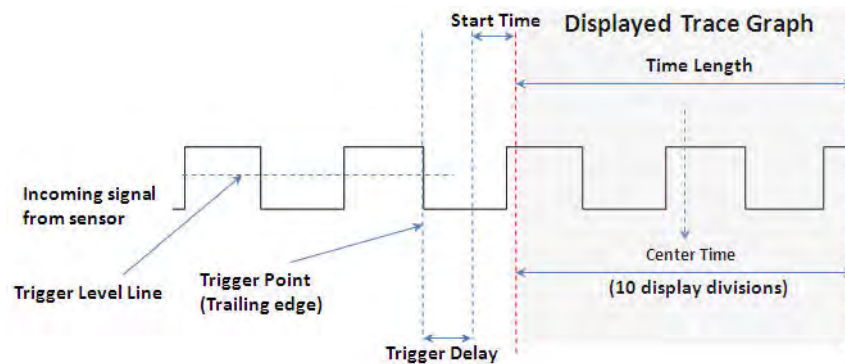 Start Time
Displayed Trace Graph
Time Length
Incoming signal
from sensor
Trigger Level Line
Trigger Point
(Trailing edge)
Center Time
(10 display divisions)
Trigger Delay